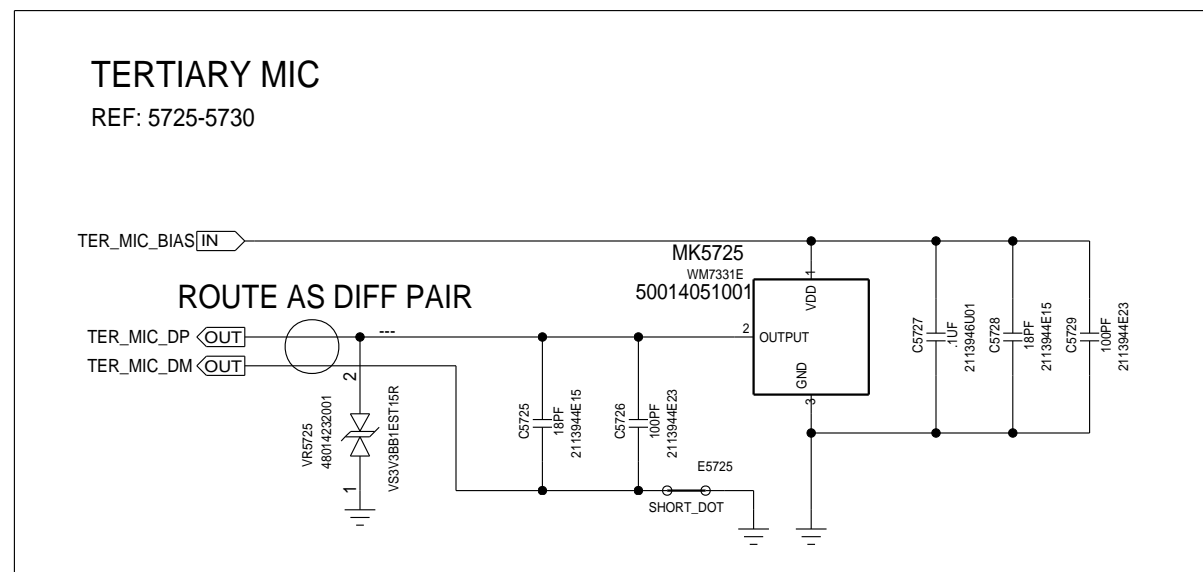 TERTIARY MIC
REF: 5725-5730
TER_MIC_BIAS IN
MK5725
WM7331E
50014051001
ROUTE AS DIFF PAIR
TER_MIC_DP OUT
---
TER_MIC_DM OUT
2
1
VR5725
48014232001
VS3V3BB1EST15R
C5725
18PF
2113944E15
C5726
100PF
2113944E23
2
OUTPUT
1
VDD
GND
3
E5725
SHORT_DOT
C5727
.1UF
2113946U01
C5728
18PF
2113944E15
C5729
100PF
2113944E23